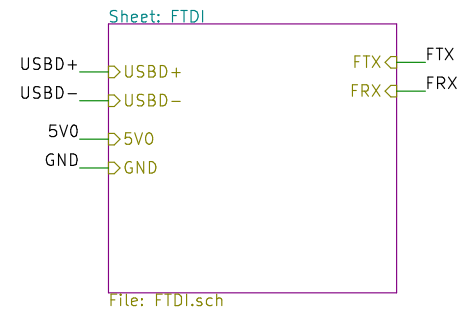 Sheet: FTDI
USBD+ USBD+ FTX FTX
USBD- USBD- FRX FRX
5V0 5V0
GND GND
File: FTDI.sch